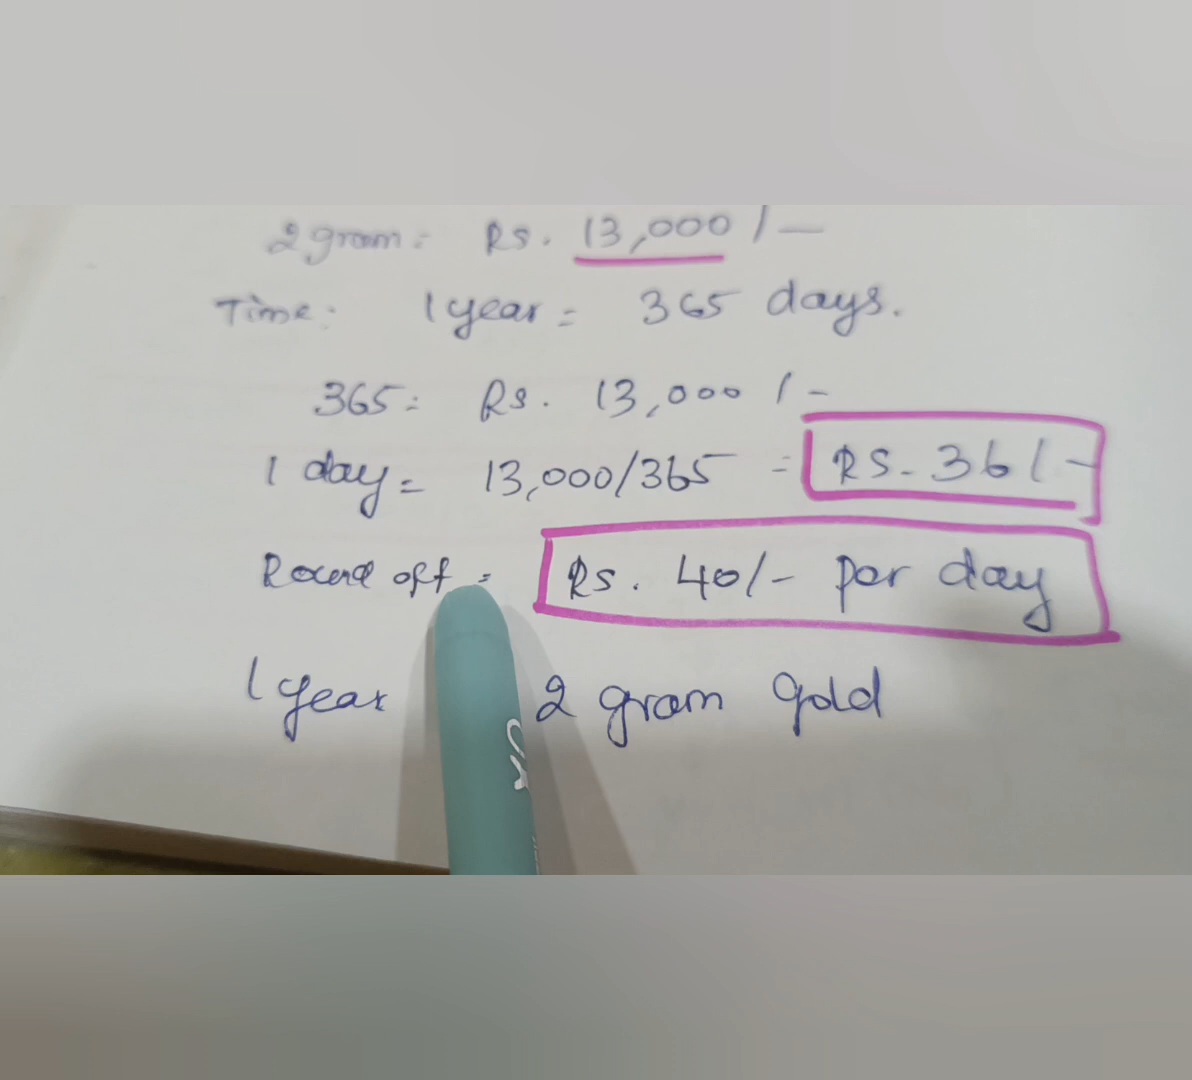 2 gram = Rs. 13,000/-
Time: 1 year = 365 days.
365 = Rs. 13,000/-
1 day = 13,000/365 = RS. 36/-
Round off = Rs. 40/- per day
1 year 2 gram gold